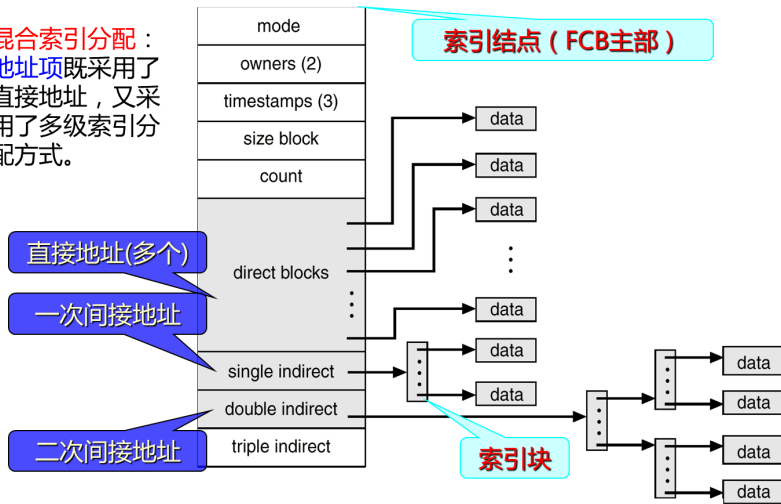 混合索引分配：
地址项既采用了
直接地址，又采
用了多级索引分
配方式。
索引结点（FCB主部）
mode
owners (2)
timestamps (3)
size block
count
direct blocks
single indirect
double indirect
triple indirect
直接地址(多个)
一次间接地址
二次间接地址
索引块
data
data
data
data
data
data
data
data
data
data